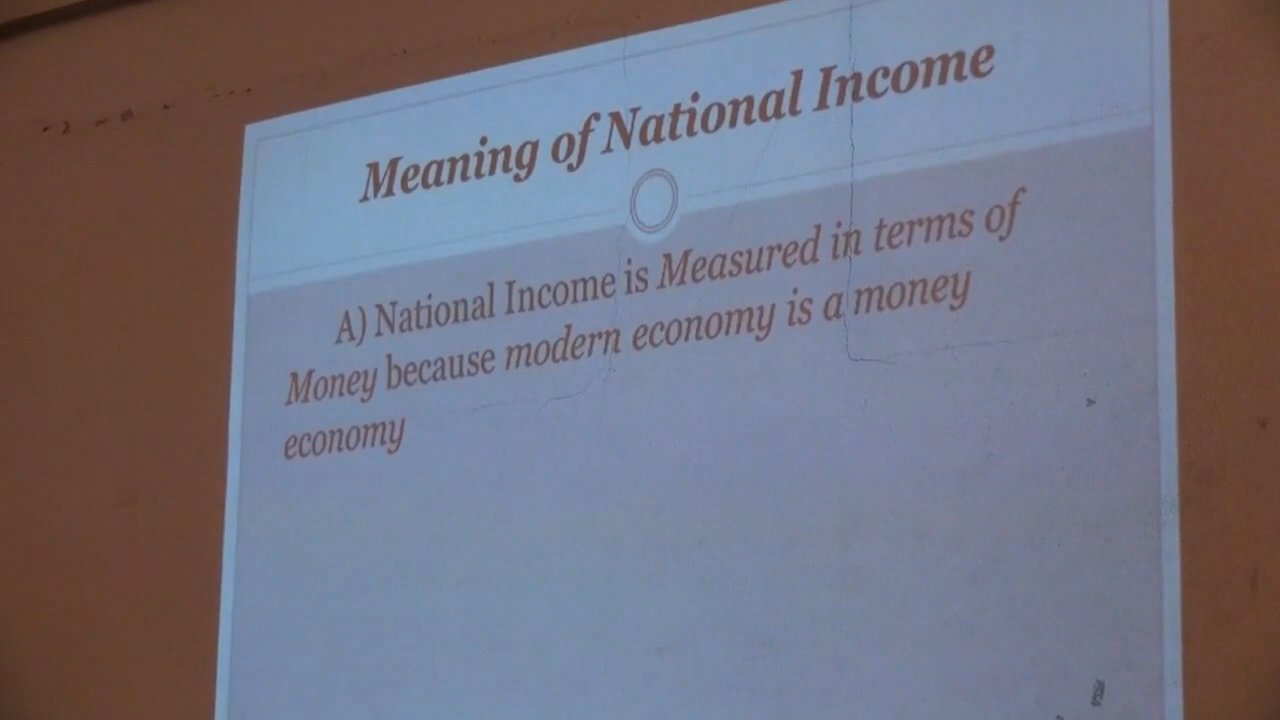 Meaning of National Income
A) National Income is Measured in terms of
Money because modern economy is a money
economy